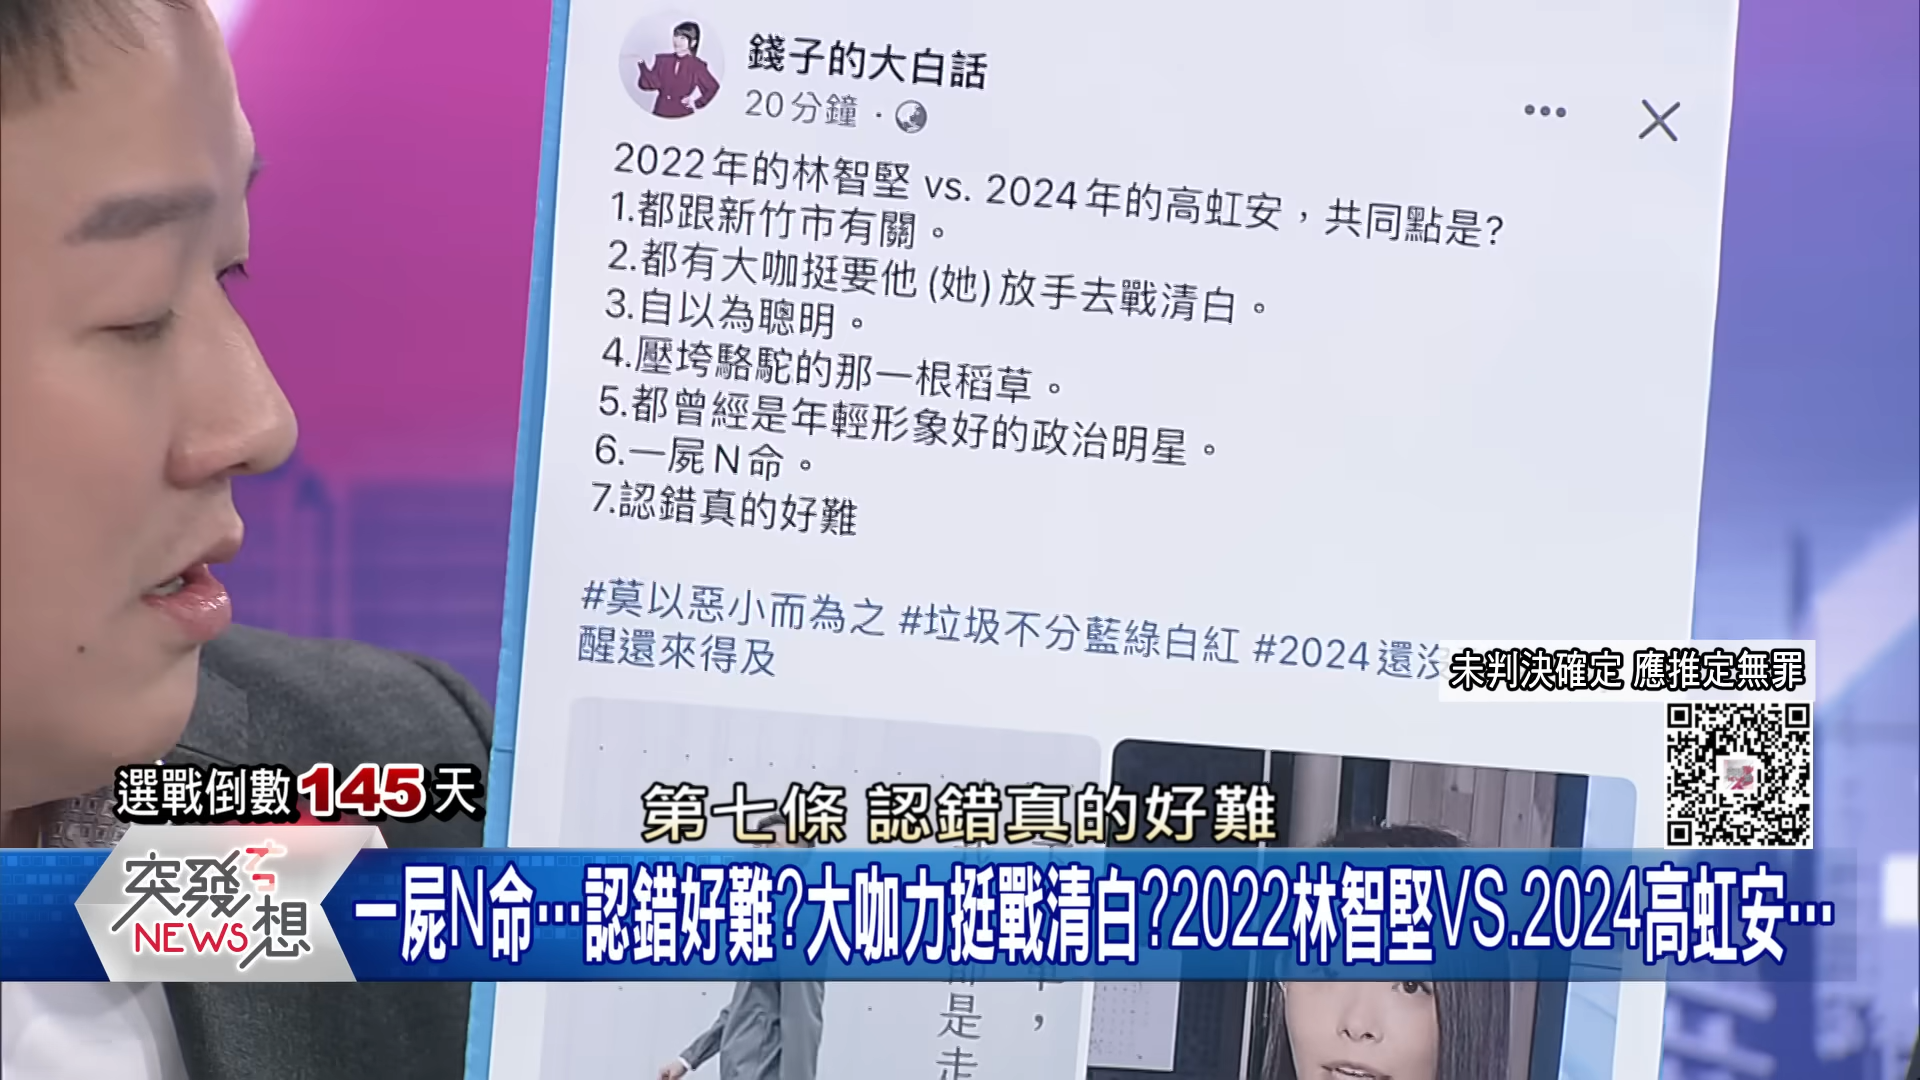 錢子的大白話
20分鐘 ·
2022年的林智堅 vs. 2024年的高虹安，共同點是?
1.都跟新竹市有關。
2.都有大咖挺要他(她)放手去戰清白。
3.自以為聰明。
4.壓垮駱駝的那一根稻草。
5.都曾經是年輕形象好的政治明星。
6.一屍N命。
7.認錯真的好難
#莫以惡小而為之 #垃圾不分藍綠白紅 #2024還沒
醒還來得及
未判決確定 應推定無罪
選戰倒數145天
第七條 認錯真的好難
突發子想
NEWS
一屍N命…認錯好難?大咖力挺戰清白?2022林智堅VS.2024高虹安…
是走